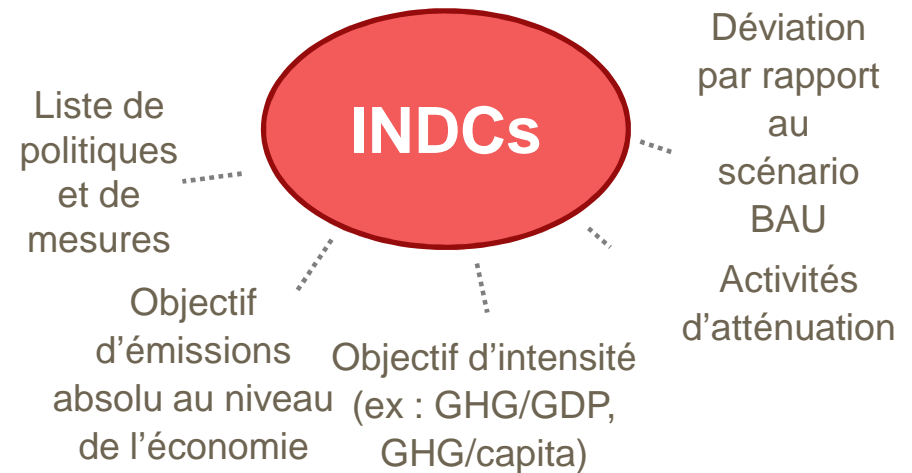 INDCs
Liste de
politiques
et de
mesures
Objectif
d'émissions
absolu au niveau
de l'économie
Objectif d'intensité
(ex : GHG/GDP,
GHG/capita)
Activités
d'atténuation
Déviation
par rapport
au
scénario
BAU